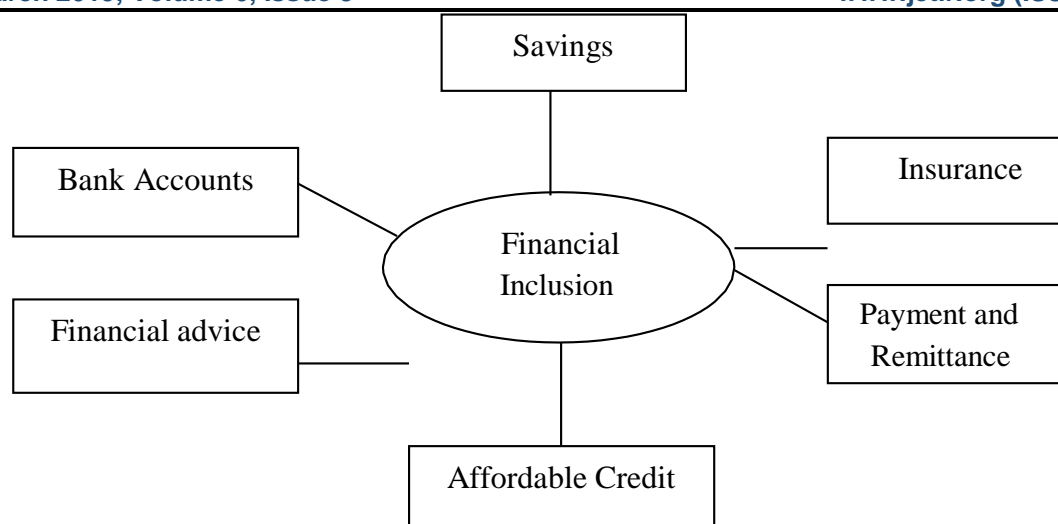 Savings
Bank Accounts
Insurance
Financial
Inclusion
Financial advice
Payment and
Remittance
Affordable Credit